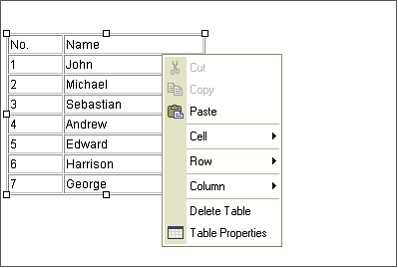 No. Name
1 John
2 Michael
3 Sebastian
4 Andrew
5 Edward
6 Harrison
7 George
Cut
Copy
Paste
Cell
Row
Column
Delete Table
Table Properties